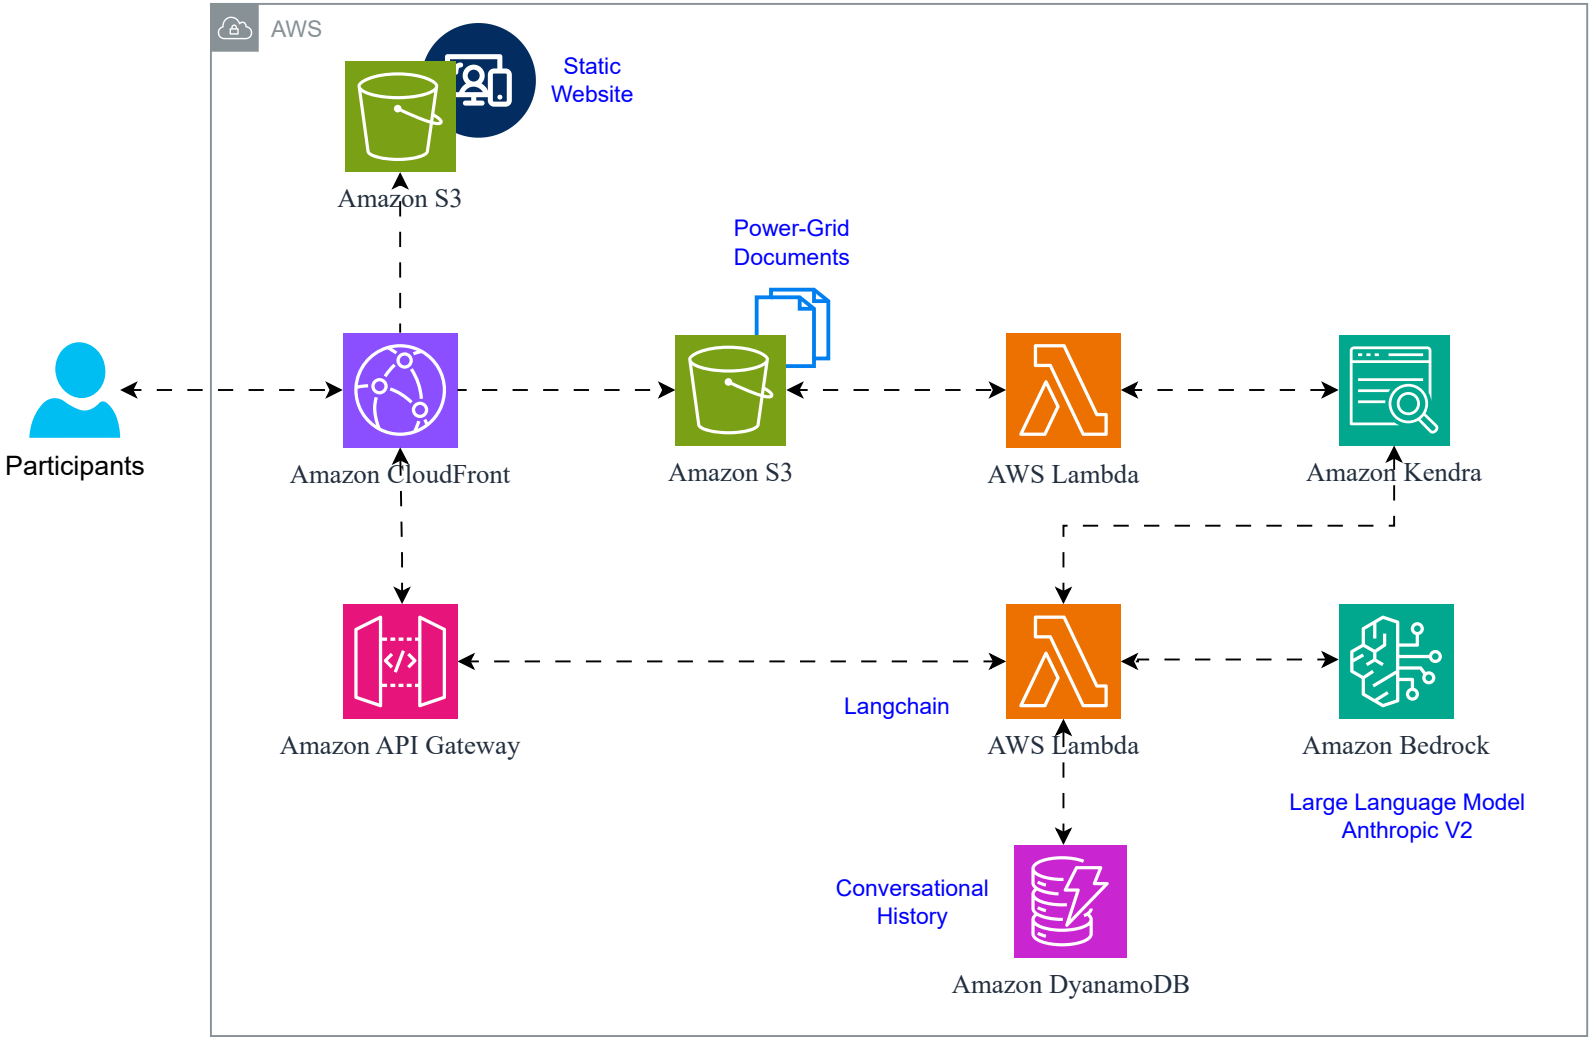 AWS
Static
Website
Amazon S3
Power-Grid
Documents
Participants
Amazon CloudFront
Amazon S3
AWS Lambda
Amazon Kendra
Amazon API Gateway
Langchain
AWS Lambda
Amazon Bedrock
Large Language Model
Anthropic V2
Conversational
History
Amazon DyanamoDB